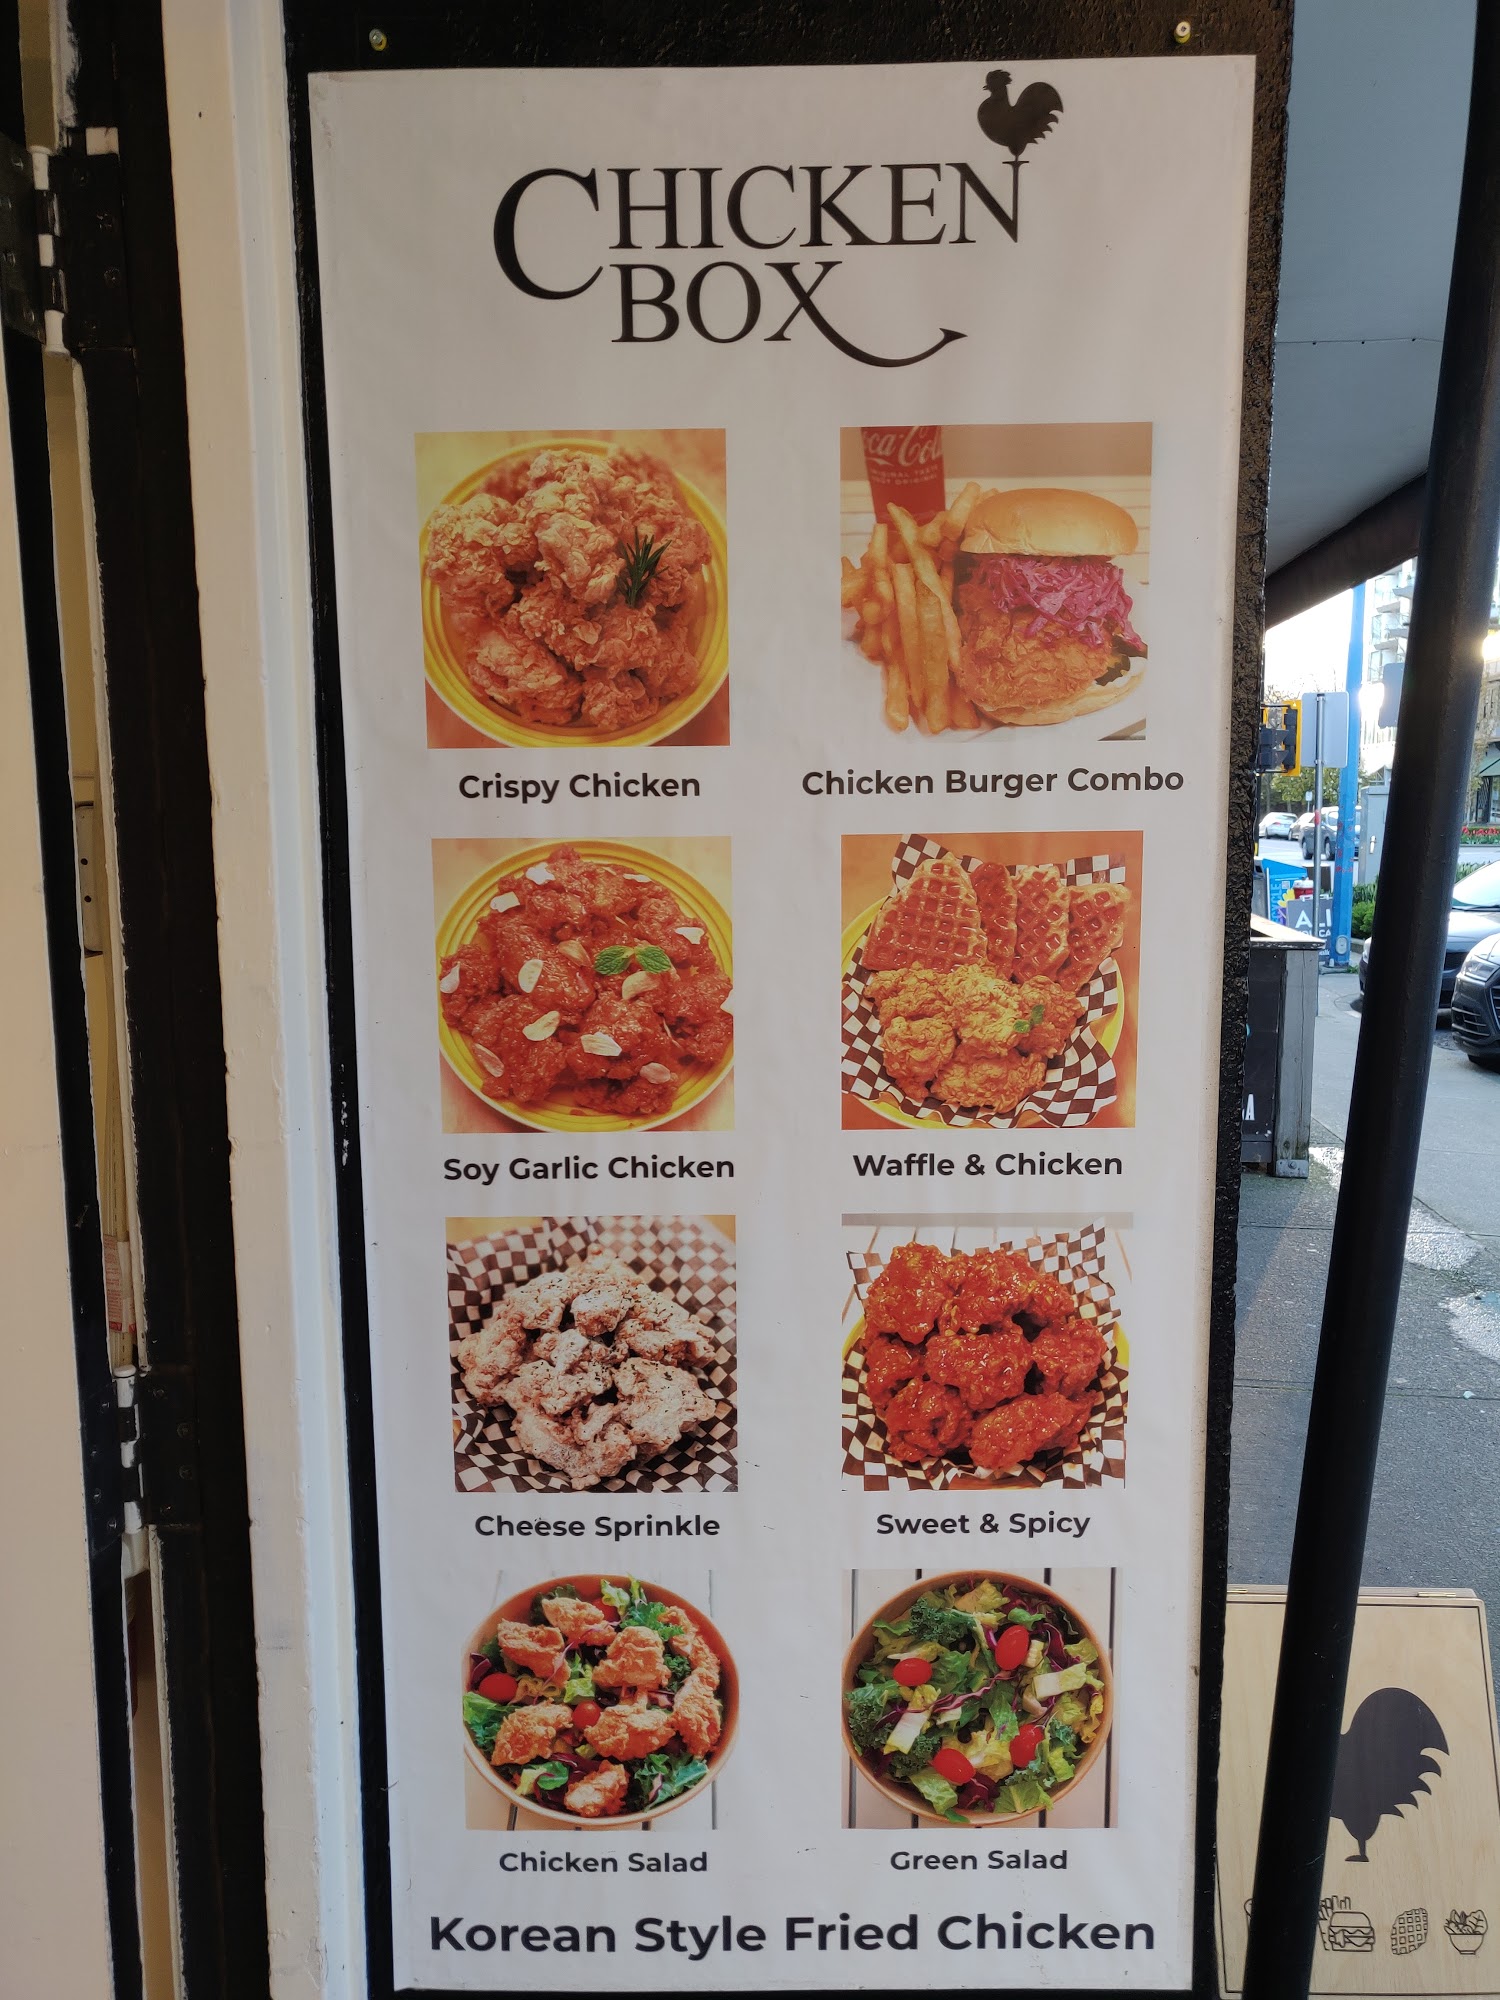 CHICKEN
BOX
Crispy Chicken
Chicken Burger Combo
Soy Garlic Chicken
Waffle & Chicken
Cheese Sprinkle
Sweet & Spicy
Chicken Salad
Green Salad
Korean Style Fried Chicken